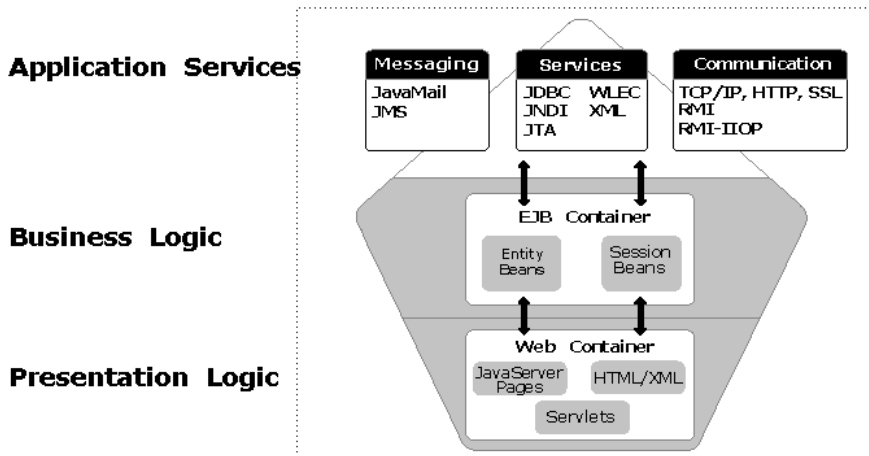 Application Services
Messaging
JavaMail
JMS
Services
JDBC WLEC
JNDI XML
JTA
Communication
TCP/IP, HTTP, SSL
RMI
RMI-IIOP
Business Logic
EJB Container
Entity
Beans
Session
Beans
Presentation Logic
Web Container
JavaServer
Pages
HTML/XML
Servlets